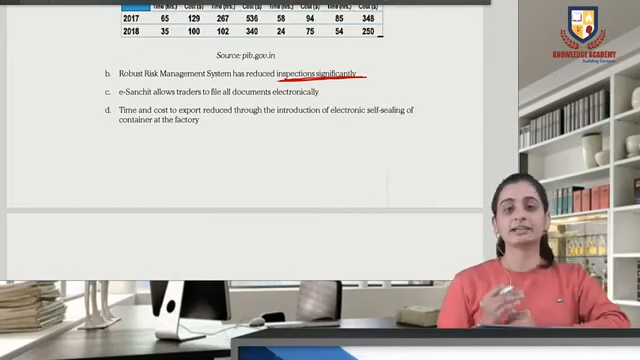 Time (hrs.) Cost ($) Time (hrs.) Cost ($) Time (hrs.) Cost ($) Time (hrs.) Cost ($)
2017 65 129 267 536 58 94 85 348
2018 35 100 102 340 24 75 54 250
Source: pib.gov.in
b. Robust Risk Management System has reduced inspections significantly
c. e-Sanchit allows traders to file all documents electronically
d. Time and cost to export reduced through the introduction of electronic self-sealing of
container at the factory
KNOWLEDGE ACADEMY
Building Careers